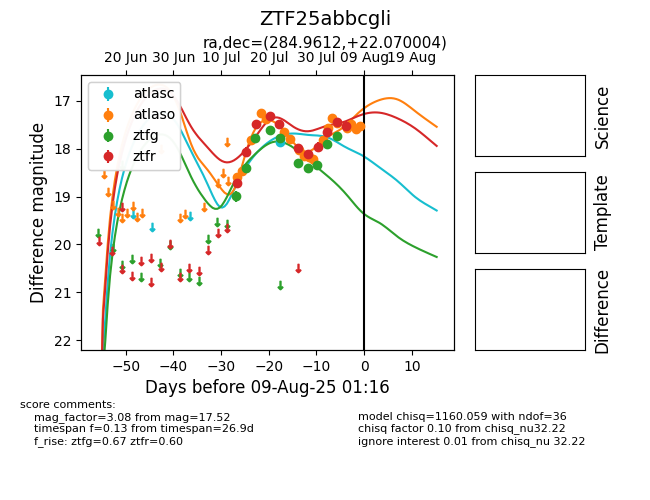 ZTF25abbcgli
ra,dec=(284.9612,+22.070004)
20 Jun 30 Jun 10 Jul 20 Jul 30 Jul 09 Aug 19 Aug
atlasc
atlaso
ztfg
ztfr
17
18
19
20
21
22
Difference magnitude
−50 −40 −30 −20 −10 0 10
Days before 09-Aug-25 01:16
Science
Template
Difference
score comments:
mag_factor=3.08 from mag=17.52
timespan f=0.13 from timespan=26.9d
f_rise: ztfg=0.67 ztfr=0.60
model chisq=1160.059 with ndof=36
chisq factor 0.10 from chisq_nu32.22
ignore interest 0.01 from chisq_nu 32.22